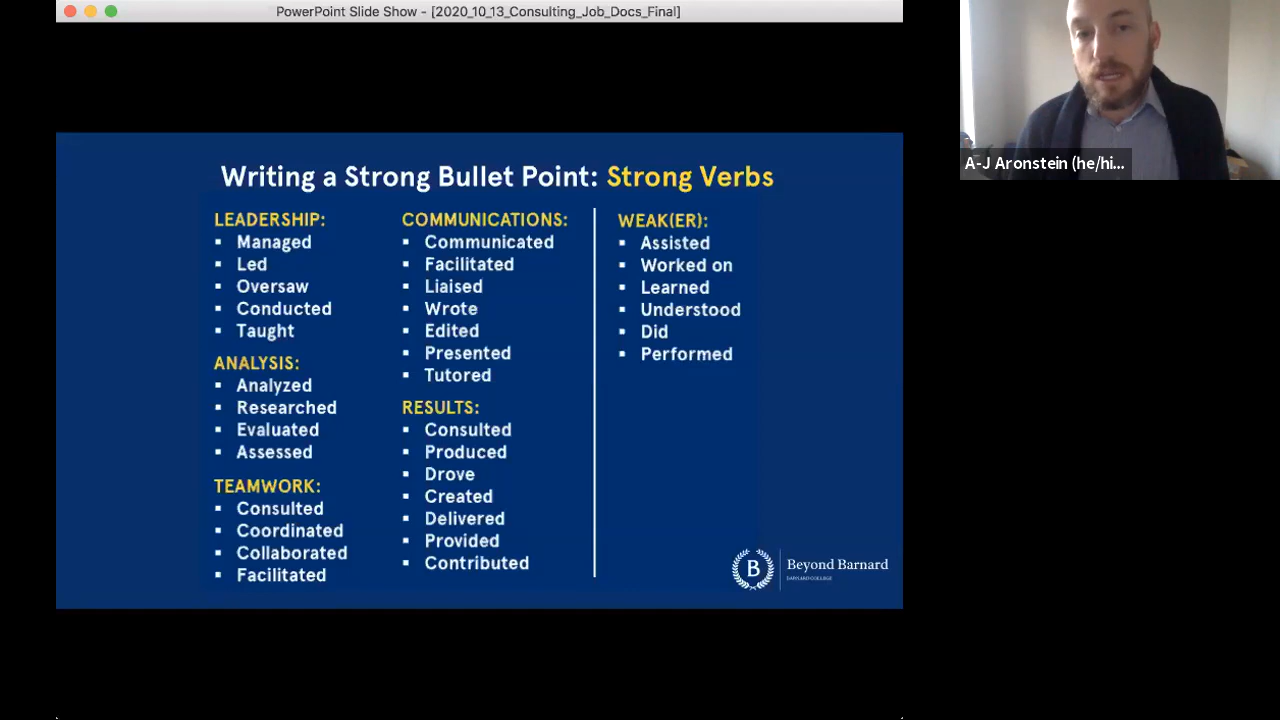 PowerPoint Slide Show - [2020_10_13_Consulting_Job_Docs_Final]
A-J Aronstein (he/hi...
Writing a Strong Bullet Point: Strong Verbs
LEADERSHIP:
▪ Managed
▪ Led
▪ Oversaw
▪ Conducted
▪ Taught
ANALYSIS:
▪ Analyzed
▪ Researched
▪ Evaluated
▪ Assessed
TEAMWORK:
▪ Consulted
▪ Coordinated
▪ Collaborated
▪ Facilitated
COMMUNICATIONS:
▪ Communicated
▪ Facilitated
▪ Liaised
▪ Wrote
▪ Edited
▪ Presented
▪ Tutored
RESULTS:
▪ Consulted
▪ Produced
▪ Drove
▪ Created
▪ Delivered
▪ Provided
▪ Contributed
WEAK(ER):
▪ Assisted
▪ Worked on
▪ Learned
▪ Understood
▪ Did
▪ Performed
B
Beyond Barnard
BARNARD COLLEGE